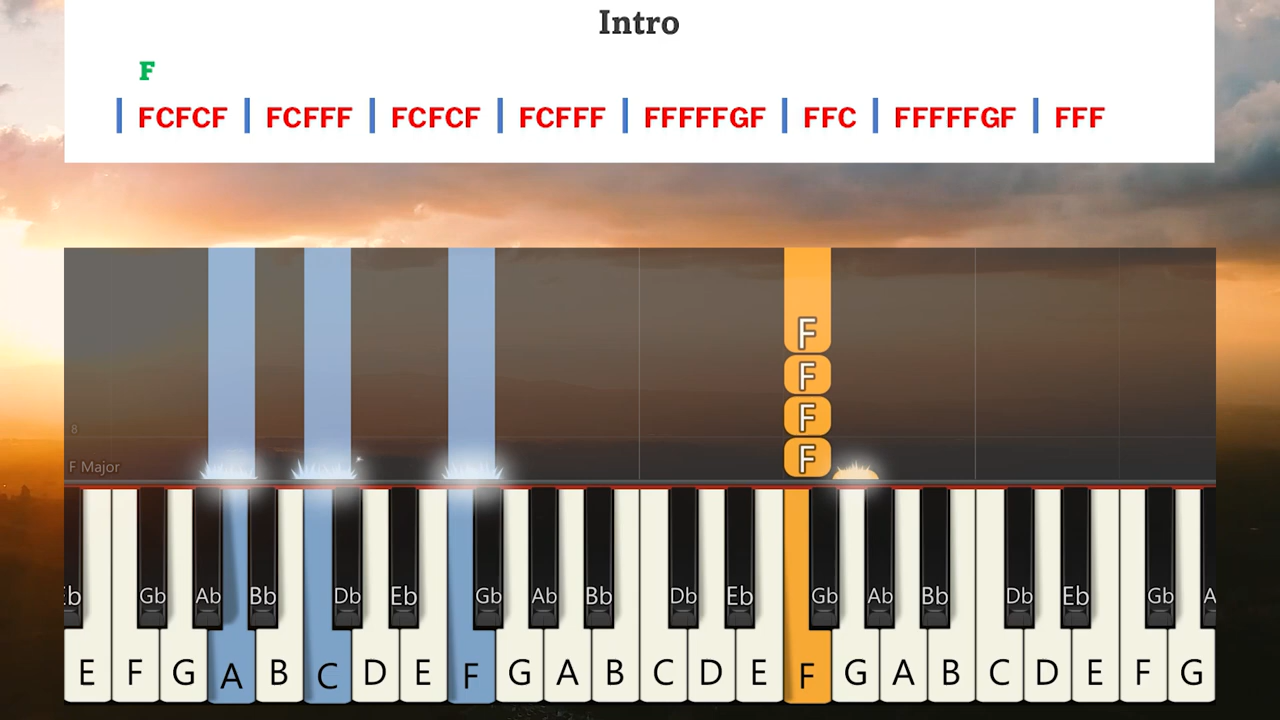 Intro
F
| FCFCF | FCFFF | FCFCF | FCFFF | FFFFFGF | FFC | FFFFFGF | FFF
F
F
F
F
8
F Major
Eb Gb Ab Bb Db Eb Gb Ab Bb Db Eb Gb Ab Bb Db Eb Gb A
E F G A B C D E F G A B C D E F G A B C D E F G